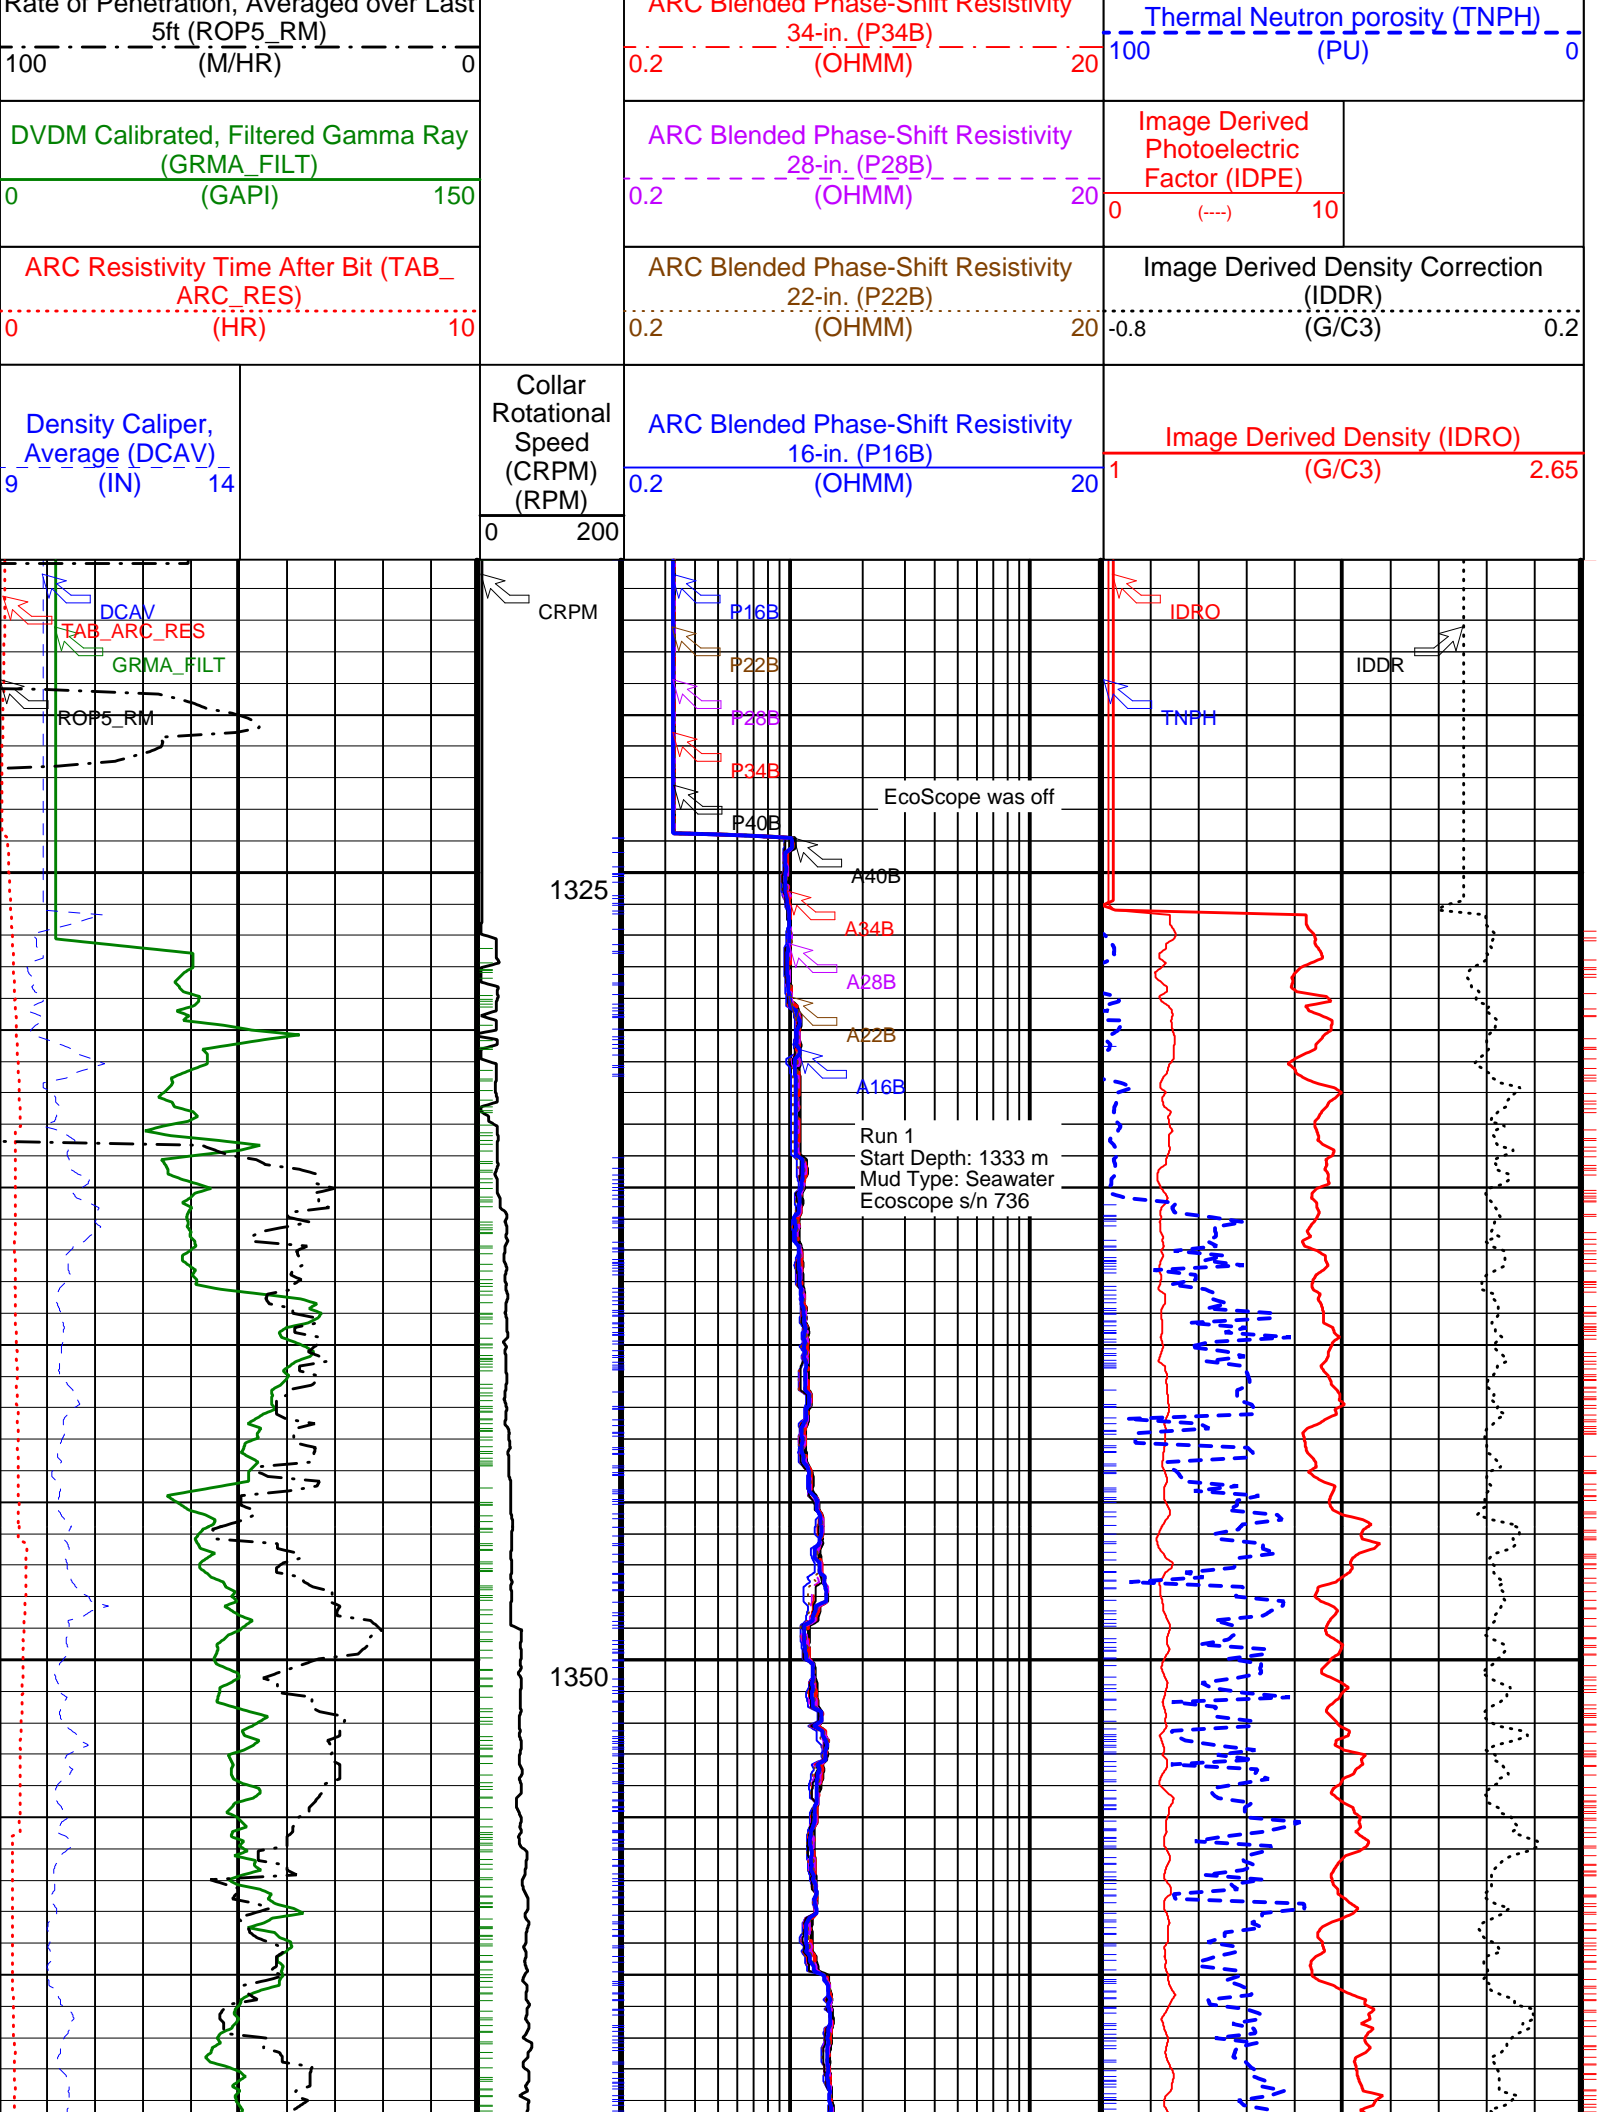 Rate of Penetration, Averaged over Last
5ft (ROP5_RM)
100 (M/HR) 0
DVDM Calibrated, Filtered Gamma Ray
(GRMA_FILT)
0 (GAPI) 150
ARC Resistivity Time After Bit (TAB_
ARC_RES)
0 (HR) 10
Density Caliper,
Average (DCAV)
9 (IN) 14
Collar
Rotational
Speed
(CRPM)
(RPM)
0 200
ARC Blended Phase-Shift Resistivity
34-in. (P34B)
0.2 (OHMM) 20
ARC Blended Phase-Shift Resistivity
28-in. (P28B)
0.2 (OHMM) 20
ARC Blended Phase-Shift Resistivity
22-in. (P22B)
0.2 (OHMM) 20
ARC Blended Phase-Shift Resistivity
16-in. (P16B)
0.2 (OHMM) 20
Thermal Neutron porosity (TNPH)
100 (PU) 0
Image Derived
Photoelectric
Factor (IDPE)
0 (----) 10
Image Derived Density Correction
(IDDR)
-0.8 (G/C3) 0.2
Image Derived Density (IDRO)
1 (G/C3) 2.65
DCAV
TAB_ARC_RES
GRMA_FILT
ROP5_RM
CRPM
1325
1350
P16B
P22B
P28B
P34B
P40B
EcoScope was off
A40B
A34B
A28B
A22B
A16B
Run 1
Start Depth: 1333 m
Mud Type: Seawater
Ecoscope s/n 736
IDRO
IDDR
TNPH